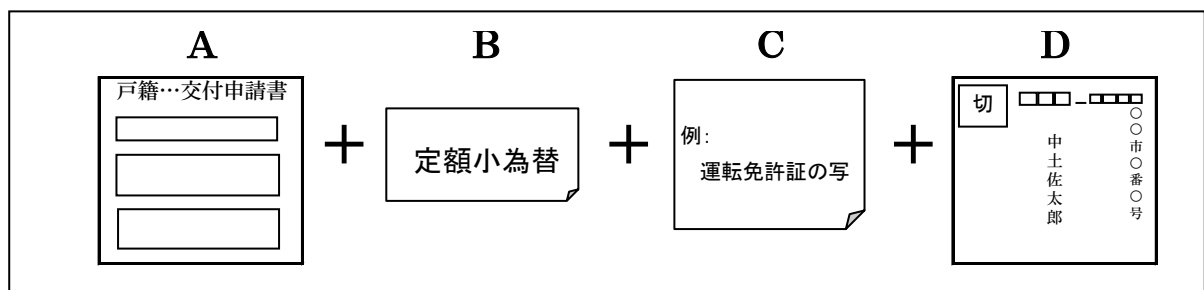 A
B
C
D
戸籍…交付申請書
+
定額小為替
+
例：
運転免許証の写
+
切
□□□－□□□□
○○市○番○号
中土佐太郎